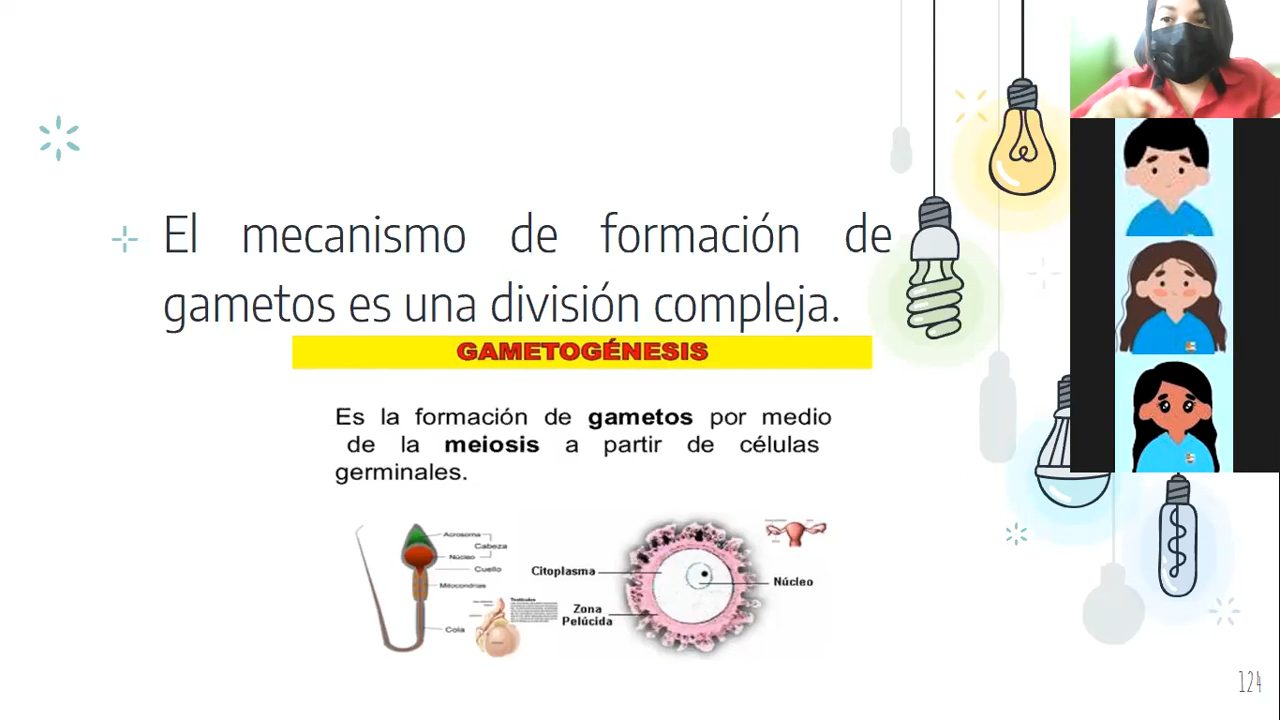 El mecanismo de formación de
gametos es una división compleja.
GAMETOGÉNESIS
Es la formación de gametos por medio
de la meiosis a partir de células
germinales.
Acrosoma
Cabeza
Núcleo
Cuello
Mitocondrias
Cola
Testículos
Citoplasma
Núcleo
Zona
Pelúcida
124